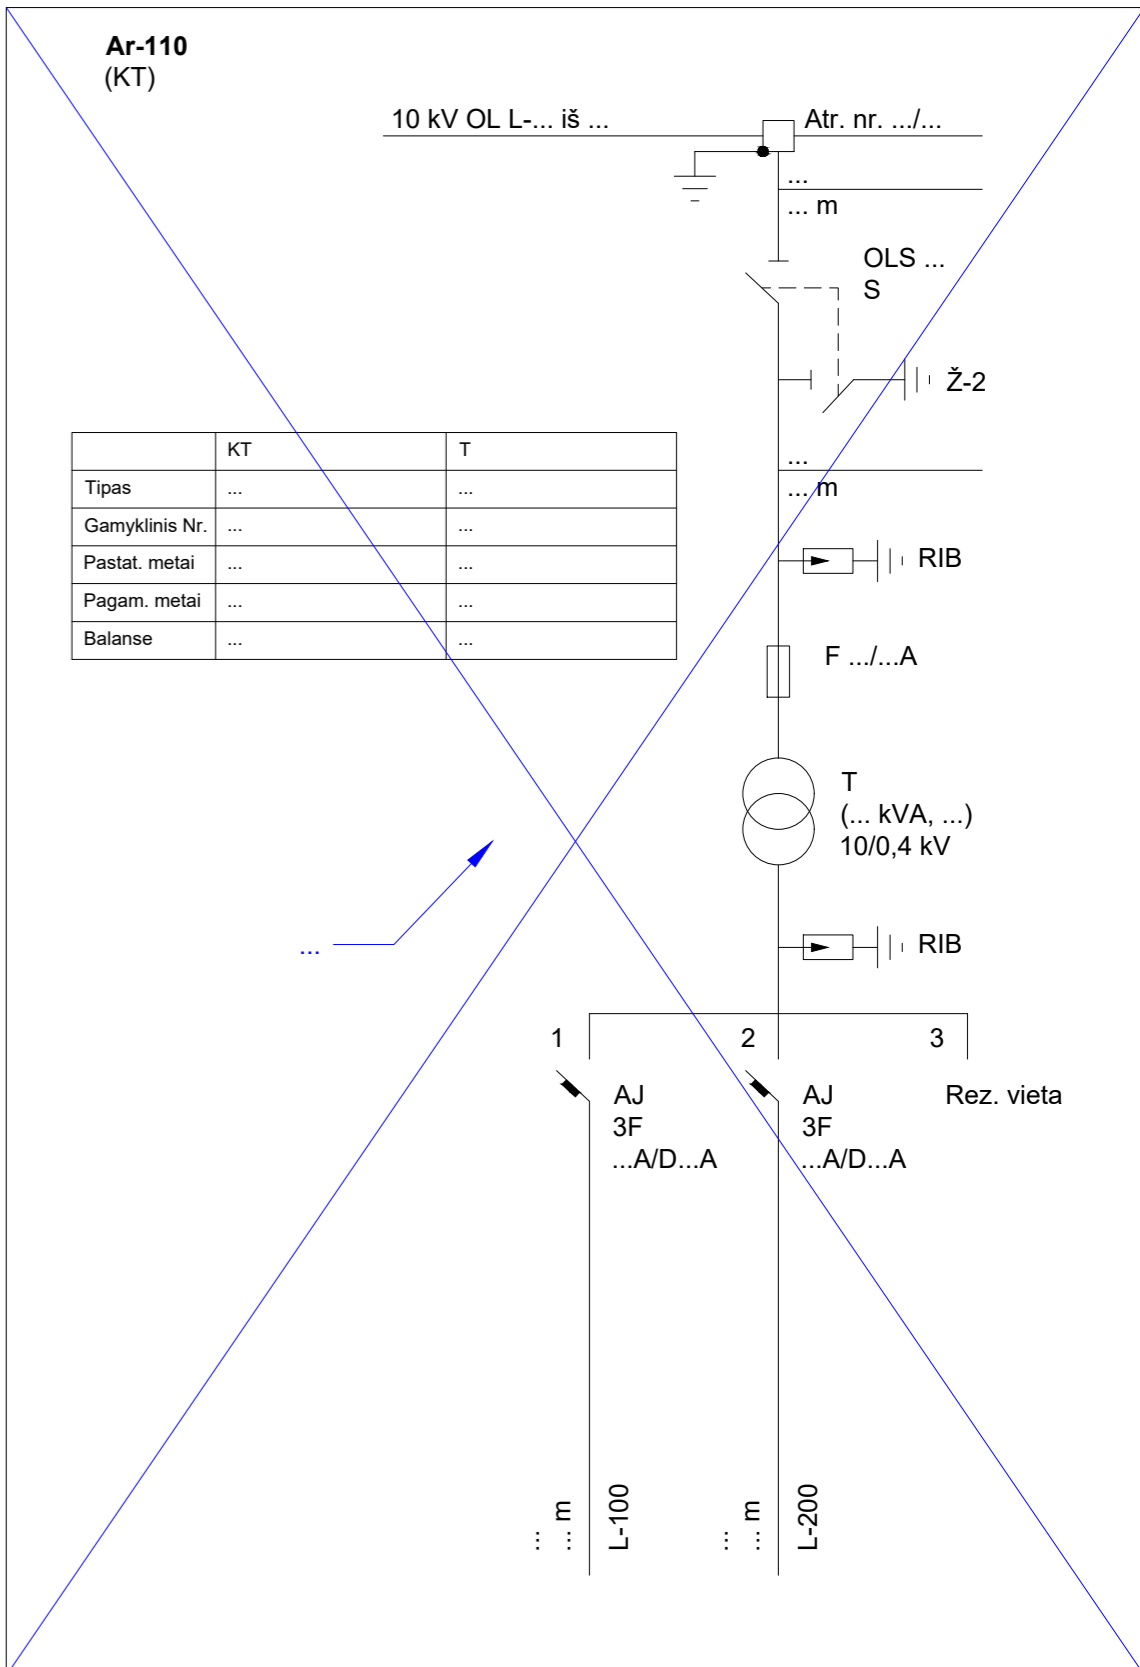 Ar-110
(KT)
10 kV OL L-... iš ...
Atr. nr. .../...
...
... m
OLS ...
S
Ž-2
KT T
Tipas ... ...
Gamyklinis Nr. ... ...
Pastat. metai ... ...
Pagam. metai ... ...
Balanse ... ...
...
... m
RIB
F .../...A
T
(... kVA, ...)
10/0,4 kV
...
RIB
1
2
3
AJ
3F
...A/D...A
AJ
3F
...A/D...A
Rez. vieta
...
... m
L-100
...
... m
L-200